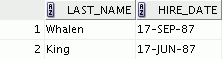 LAST_NAME HIRE_DATE
1 Whalen 17-SEP-87
2 King 17-JUN-87